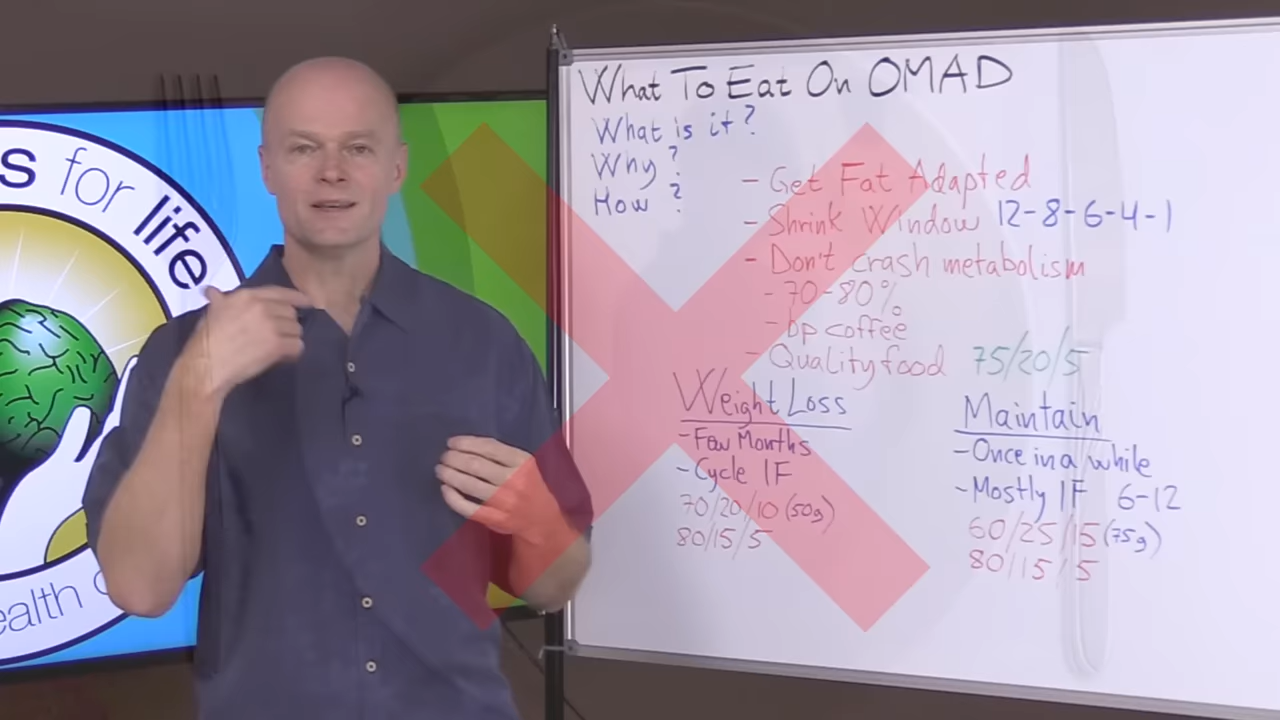 s for life
ealth
What To Eat On OMAD
What is it?
Why?
How?
- Get Fat Adapted
- Shrink Window 12-8-6-4-1
- Don't crash metabolism
- 70-80%
- bp coffee
- Quality food 75/20/5
Weight Loss
- Few Months
- Cycle IF
70/20/10 (50g)
80/15/5
Maintain
- Once in a while
- Mostly IF 6-12
60/25/15 (75g)
80/15/5